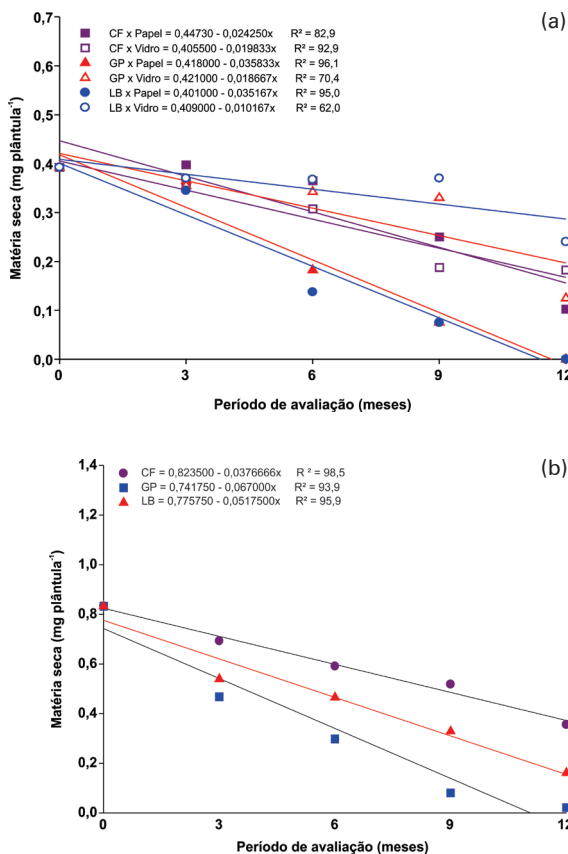 (a)
CF x Papel = 0,44730 - 0,024250x R² = 82,9
CF x Vidro = 0,405500 - 0,019833x R² = 92,9
GP x Papel = 0,418000 - 0,035833x R² = 96,1
GP x Vidro = 0,421000 - 0,018667x R² = 70,4
LB x Papel = 0,401000 - 0,035167x R² = 95,0
LB x Vidro = 0,409000 - 0,010167x R² = 62,0
Matéria seca (mg plântula⁻¹)
0,7
0,6
0,5
0,4
0,3
0,2
0,1
0,0
0 3 6 9 12
Período de avaliação (meses)
(b)
CF = 0,823500 - 0,0376666x R ² = 98,5
GP = 0,741750 - 0,067000x R² = 93,9
LB = 0,775750 - 0,0517500x R² = 95,9
Matéria seca (mg plântula⁻¹)
1,4
1,2
1,0
0,8
0,6
0,4
0,2
0,0
0 3 6 9 12
Período de avaliação (meses)